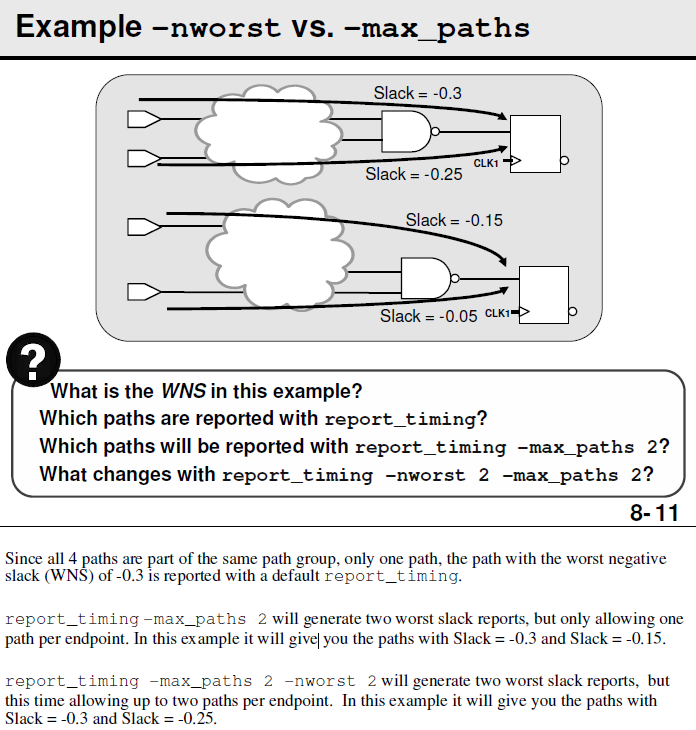 Example -nworst vs. -max_paths
Slack = -0.3
CLK1
Slack = -0.25
Slack = -0.15
Slack = -0.05
CLK1
?
What is the WNS in this example?
Which paths are reported with report_timing?
Which paths will be reported with report_timing -max_paths 2?
What changes with report_timing -nworst 2 -max_paths 2?
8-11
Since all 4 paths are part of the same path group, only one path, the path with the worst negative
slack (WNS) of -0.3 is reported with a default report_timing.
report_timing -max_paths 2 will generate two worst slack reports, but only allowing one
path per endpoint. In this example it will give you the paths with Slack = -0.3 and Slack = -0.15.
report_timing -max_paths 2 -nworst 2 will generate two worst slack reports, but
this time allowing up to two paths per endpoint. In this example it will give you the paths with
Slack = -0.3 and Slack = -0.25.